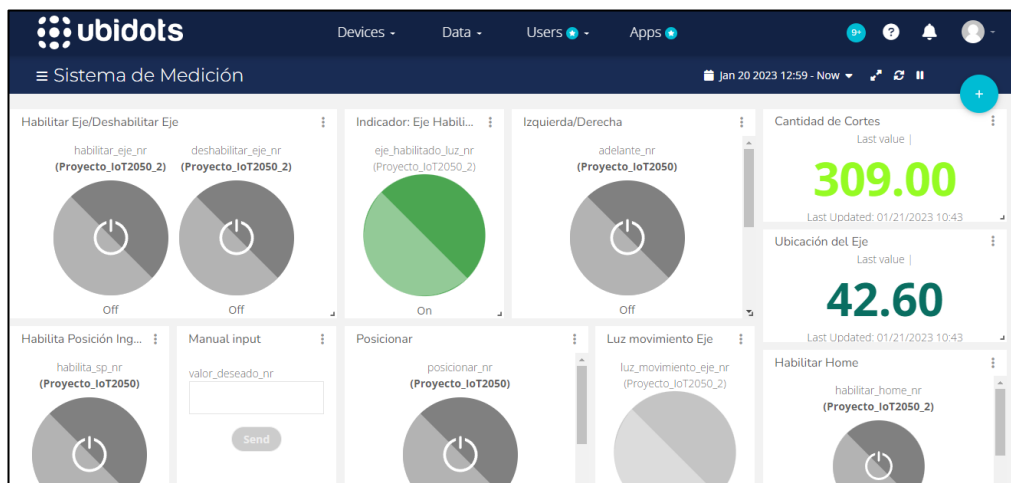 ubidots
Devices
Data
Users
Apps
9+
?
Sistema de Medición
Jan 20 2023 12:59 - Now
+
Habilitar Eje/Deshabilitar Eje
habilitar_eje_nr
(Proyecto_IoT2050_2)
Off
deshabilitar_eje_nr
(Proyecto_IoT2050_2)
Off
Indicador: Eje Habili...
eje_habilitado_luz_nr
(Proyecto_IoT2050_2)
On
Izquierda/Derecha
adelante_nr
(Proyecto_IoT2050)
Off
Cantidad de Cortes
Last value |
309.00
Last Updated: 01/21/2023 10:43
Ubicación del Eje
Last value |
42.60
Last Updated: 01/21/2023 10:43
Habilita Posición Ing...
habilita_sp_nr
(Proyecto_IoT2050)
Manual input
valor_deseado_nr
Send
Posicionar
posicionar_nr
(Proyecto_IoT2050)
Luz movimiento Eje
luz_movimiento_eje_nr
(Proyecto_IoT2050_2)
Habilitar Home
habilitar_home_nr
(Proyecto_IoT2050_2)